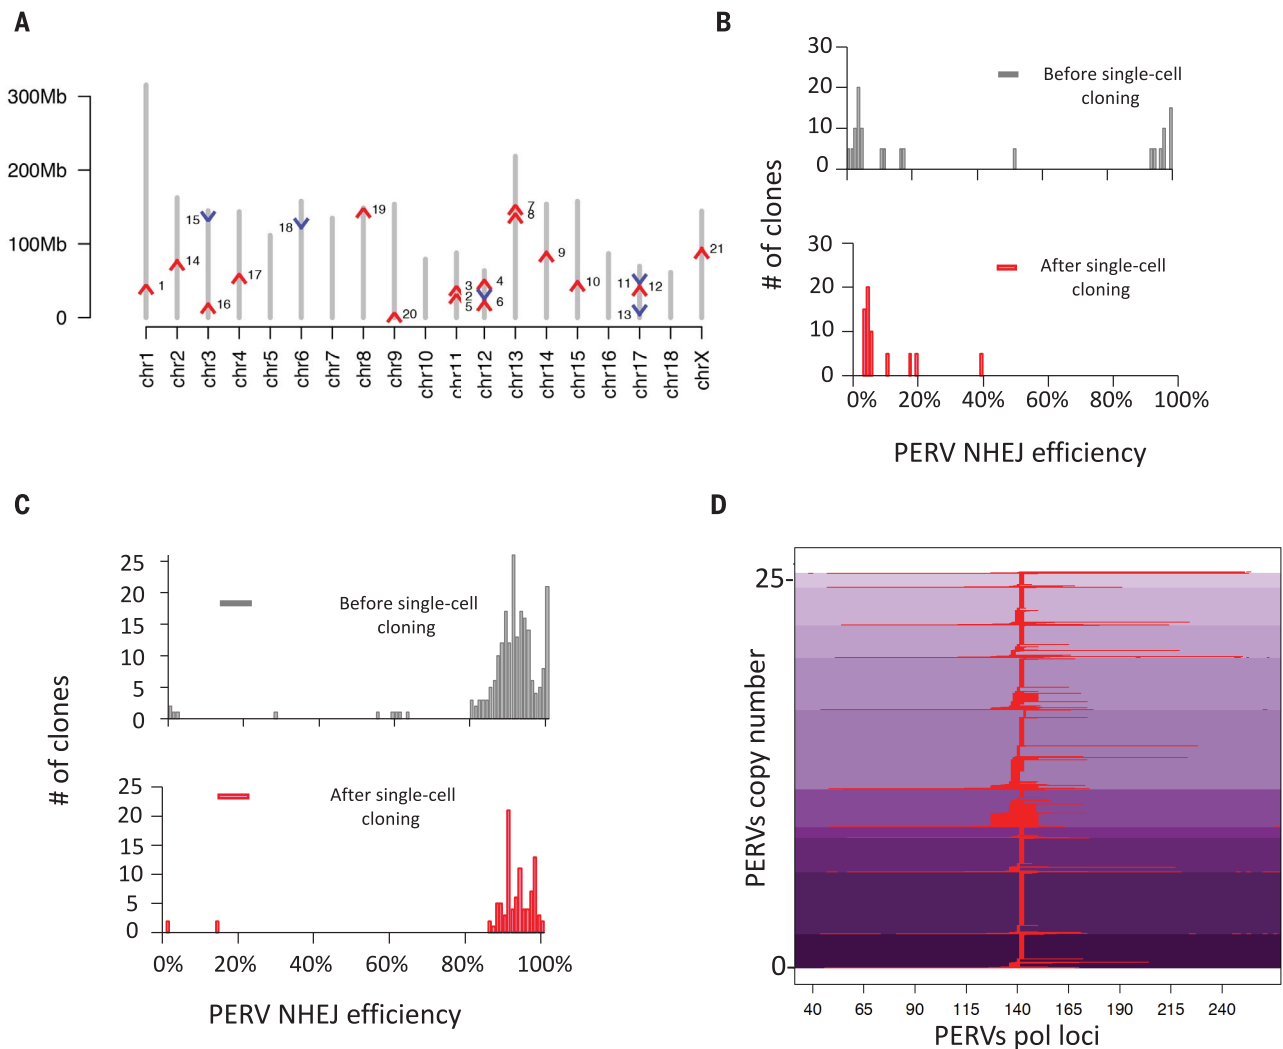 A
300Mb
200Mb
100Mb
0
1
14
15
16
17
18
19
20
3
2
5
4
6
7
8
9
10
11
12
13
21
chr1
chr2
chr3
chr4
chr5
chr6
chr7
chr8
chr9
chr10
chr11
chr12
chr13
chr14
chr15
chr16
chr17
chr18
chrX
B
# of clones
30
20
10
0
Before single-cell
cloning
30
20
10
0
After single-cell
cloning
0% 20% 40% 60% 80% 100%
PERV NHEJ efficiency
C
# of clones
25
20
15
10
5
0
Before single-cell
cloning
25
20
15
10
5
0
After single-cell
cloning
0% 20% 40% 60% 80% 100%
PERV NHEJ efficiency
D
PERVs copy number
25
0
40 65 90 115 140 165 190 215 240
PERVs pol loci